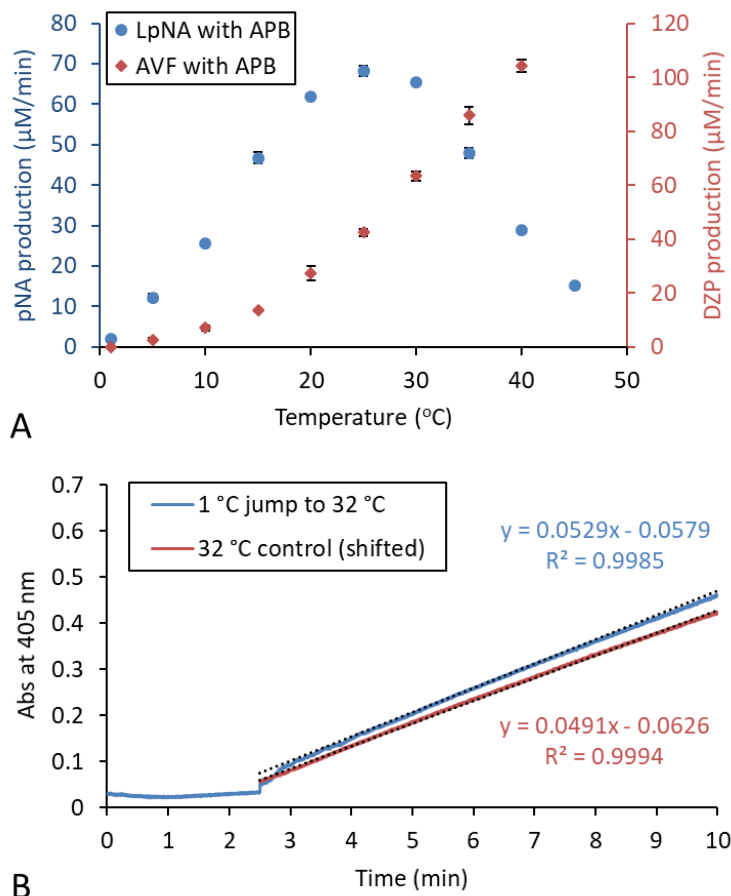 80
70
60
50
40
30
20
10
0
pNA production (µM/min)
LpNA with APB
AVF with APB
120
100
80
60
40
20
0
DZP production (µM/min)
0 10 20 30 40 50
Temperature (°C)
A
0.7
0.6
0.5
0.4
0.3
0.2
0.1
0
Abs at 405 nm
1 °C jump to 32 °C
32 °C control (shifted)
y = 0.0529x - 0.0579
R² = 0.9985
y = 0.0491x - 0.0626
R² = 0.9994
0 1 2 3 4 5 6 7 8 9 10
Time (min)
B